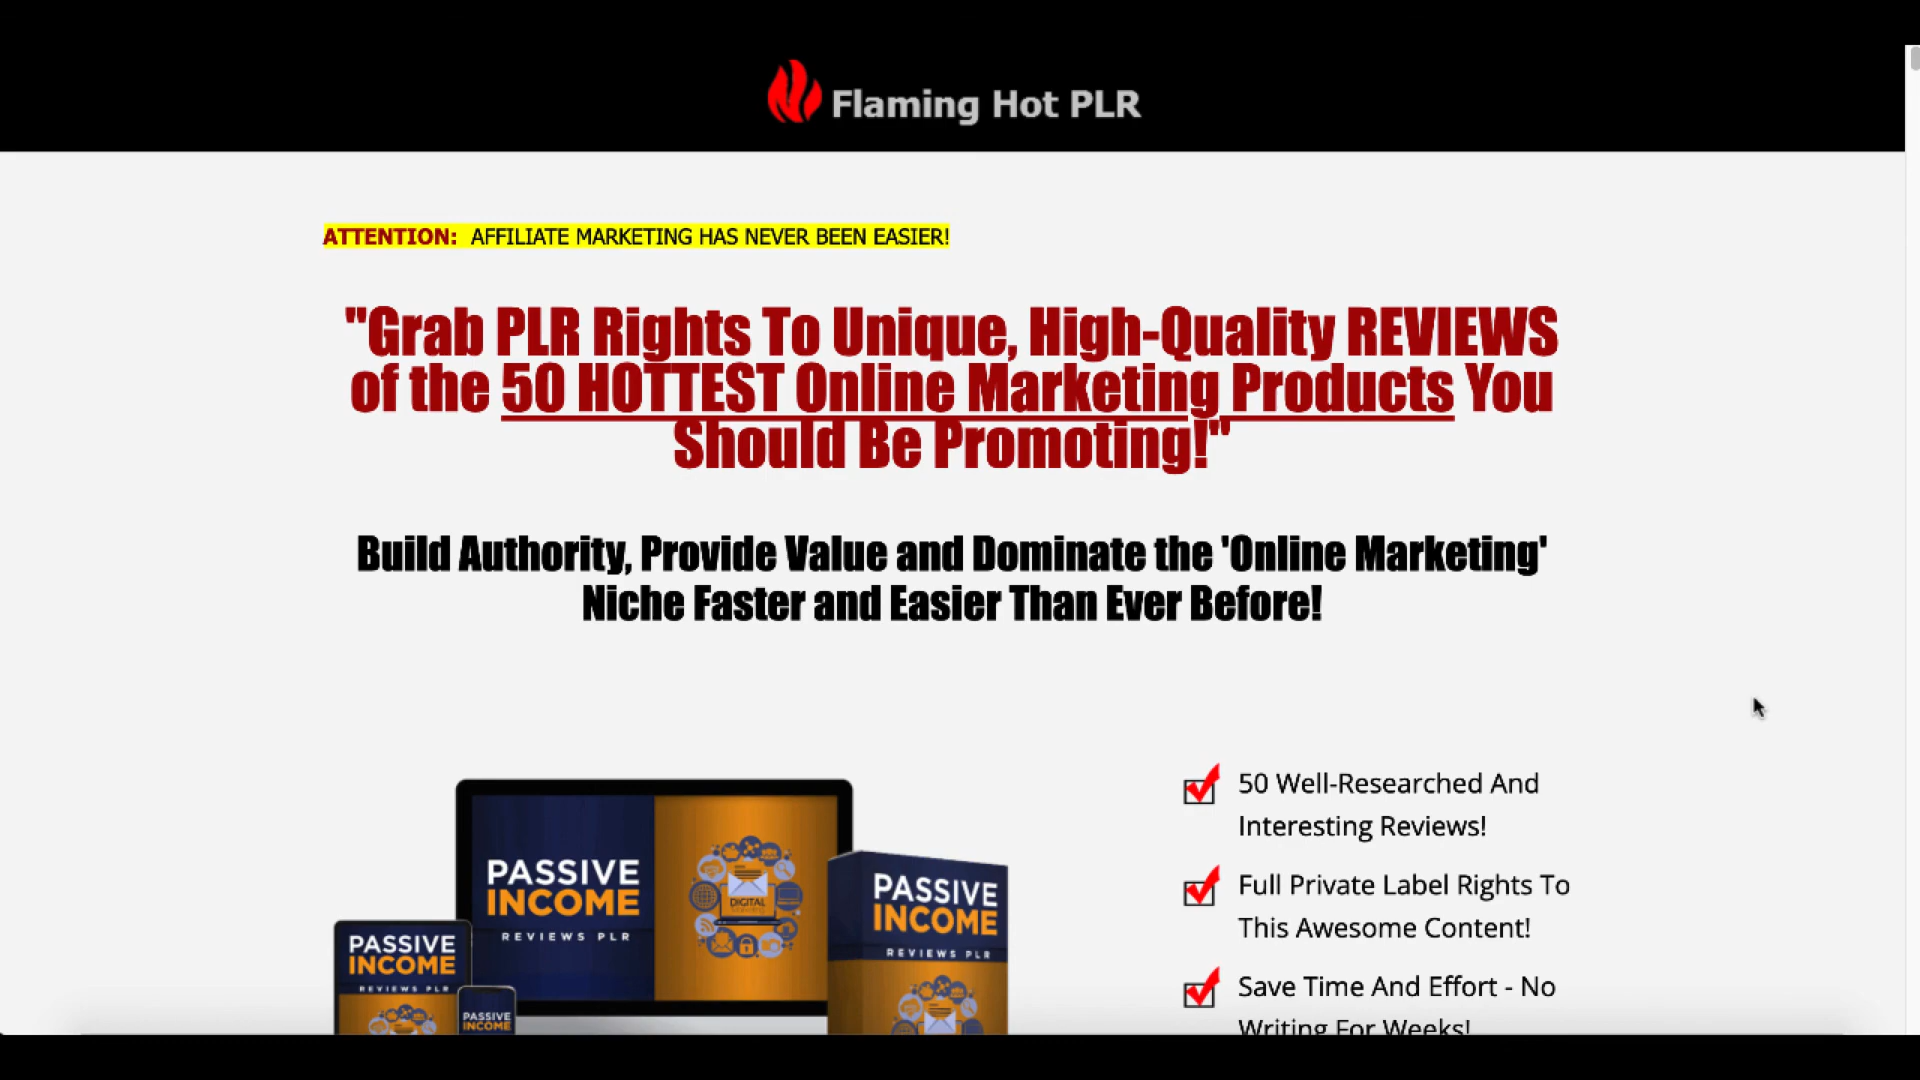 Flaming Hot PLR
ATTENTION: AFFILIATE MARKETING HAS NEVER BEEN EASIER!
"Grab PLR Rights To Unique, High-Quality REVIEWS
of the 50 HOTTEST Online Marketing Products You
Should Be Promoting!"
Build Authority, Provide Value and Dominate the 'Online Marketing'
Niche Faster and Easier Than Ever Before!
PASSIVE
INCOME
REVIEWS PLR
DIGITAL
PASSIVE
INCOME
REVIEWS PLR
PASSIVE
INCOME
REVIEWS PLR
PASSIVE
INCOME
50 Well-Researched And
Interesting Reviews!
Full Private Label Rights To
This Awesome Content!
Save Time And Effort - No
Writing For Weeks!